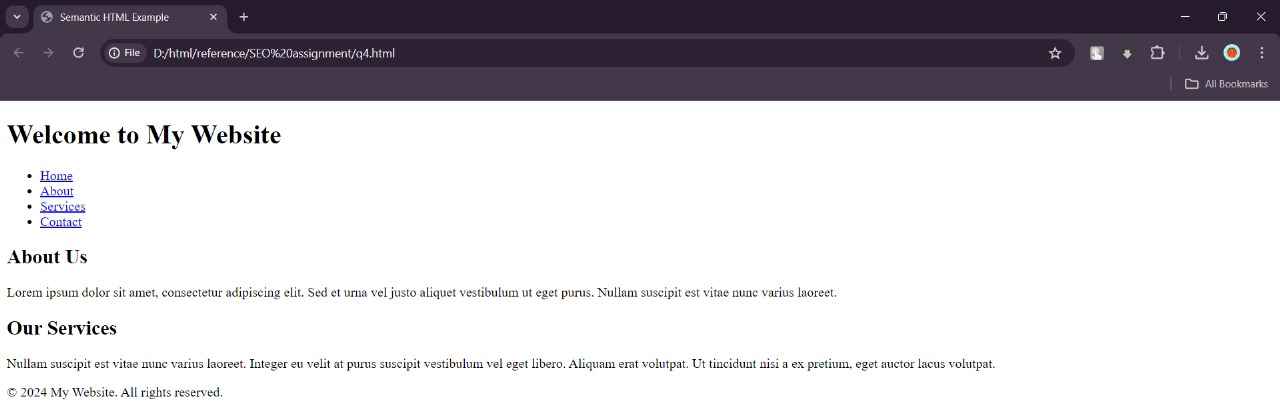 Semantic HTML Example
File D:/html/reference/SEO%20assignment/q4.html
All Bookmarks
Welcome to My Website
Home
About
Services
Contact
About Us
Lorem ipsum dolor sit amet, consectetur adipiscing elit. Sed et urna vel justo aliquet vestibulum ut eget purus. Nullam suscipit est vitae nunc varius laoreet.
Our Services
Nullam suscipit est vitae nunc varius laoreet. Integer eu velit at purus suscipit vestibulum vel eget libero. Aliquam erat volutpat. Ut tincidunt nisi a ex pretium, eget auctor lacus volutpat.
© 2024 My Website. All rights reserved.